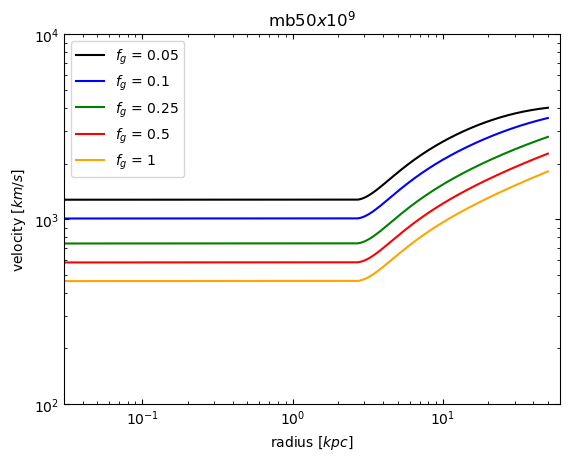 mb50x10⁹
10⁴
f_g = 0.05
f_g = 0.1
f_g = 0.25
f_g = 0.5
f_g = 1
velocity [km/s]
10³
10²
10⁻¹ 10⁰ 10¹
radius [kpc]